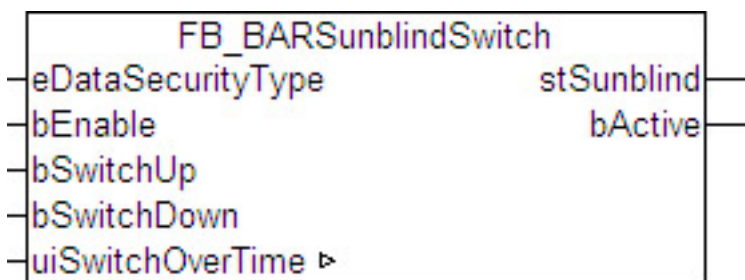 FB_BARSunblindSwitch
eDataSecurityType stSunblind
bEnable bActive
bSwitchUp
bSwitchDown
uiSwitchOverTime